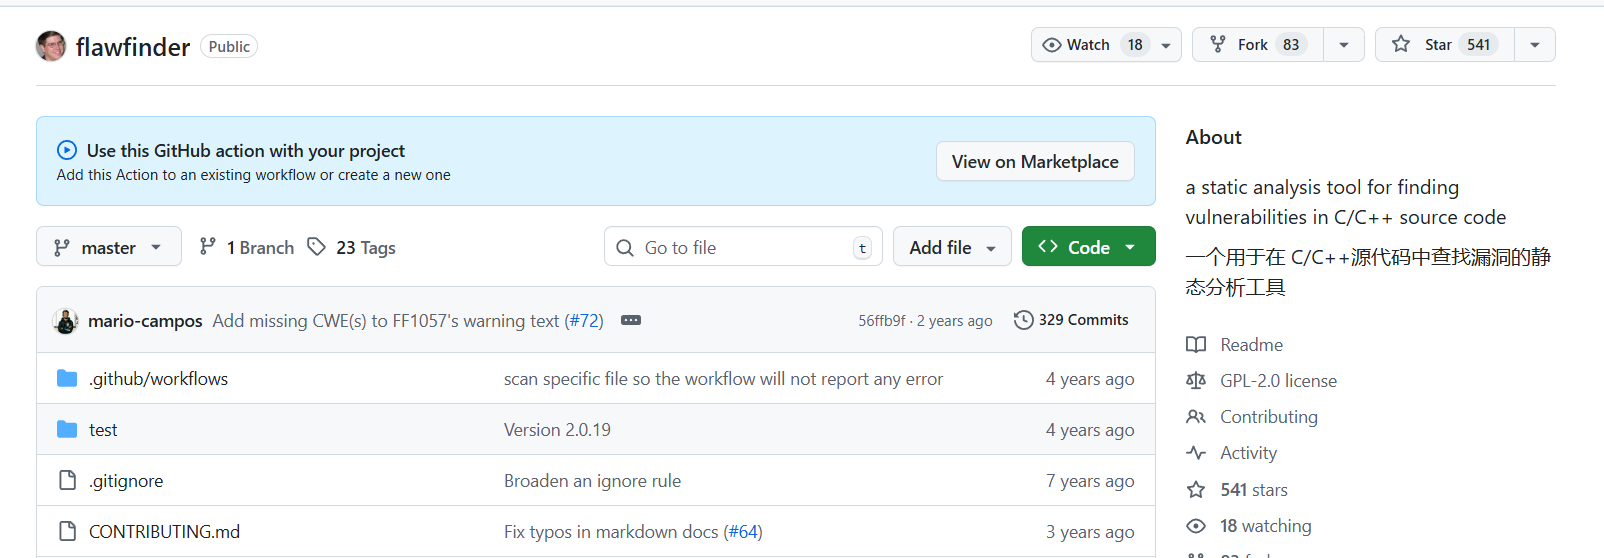 flawfinder Public Watch 18 Fork 83 Star 541
Use this GitHub action with your project
Add this Action to an existing workflow or create a new one
View on Marketplace
master 1 Branch 23 Tags Go to file t Add file Code
mario-campos Add missing CWE(s) to FF1057's warning text (#72) 56ffb9f · 2 years ago 329 Commits
.github/workflows scan specific file so the workflow will not report any error 4 years ago
test Version 2.0.19 4 years ago
.gitignore Broaden an ignore rule 7 years ago
CONTRIBUTING.md Fix typos in markdown docs (#64) 3 years ago
About
a static analysis tool for finding
vulnerabilities in C/C++ source code
一个用于在 C/C++源代码中查找漏洞的静
态分析工具
Readme
GPL-2.0 license
Contributing
Activity
541 stars
18 watching